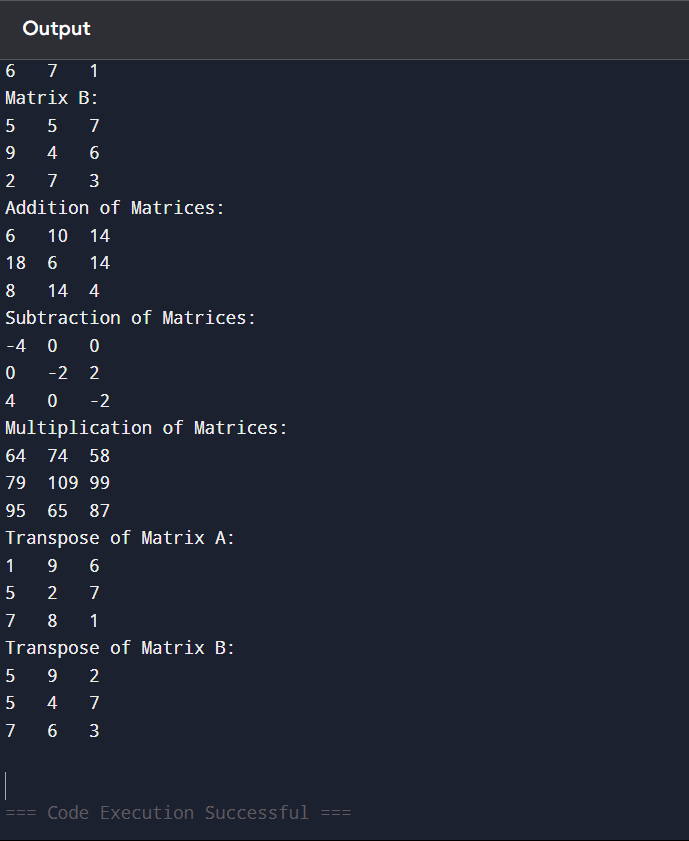 Output
6   7   1
Matrix B:
5   5   7
9   4   6
2   7   3
Addition of Matrices:
6   10  14
18  6   14
8   14  4
Subtraction of Matrices:
-4  0   0
0   -2  2
4   0   -2
Multiplication of Matrices:
64  74  58
79  109 99
95  65  87
Transpose of Matrix A:
1   9   6
5   2   7
7   8   1
Transpose of Matrix B:
5   9   2
5   4   7
7   6   3
=== Code Execution Successful ===